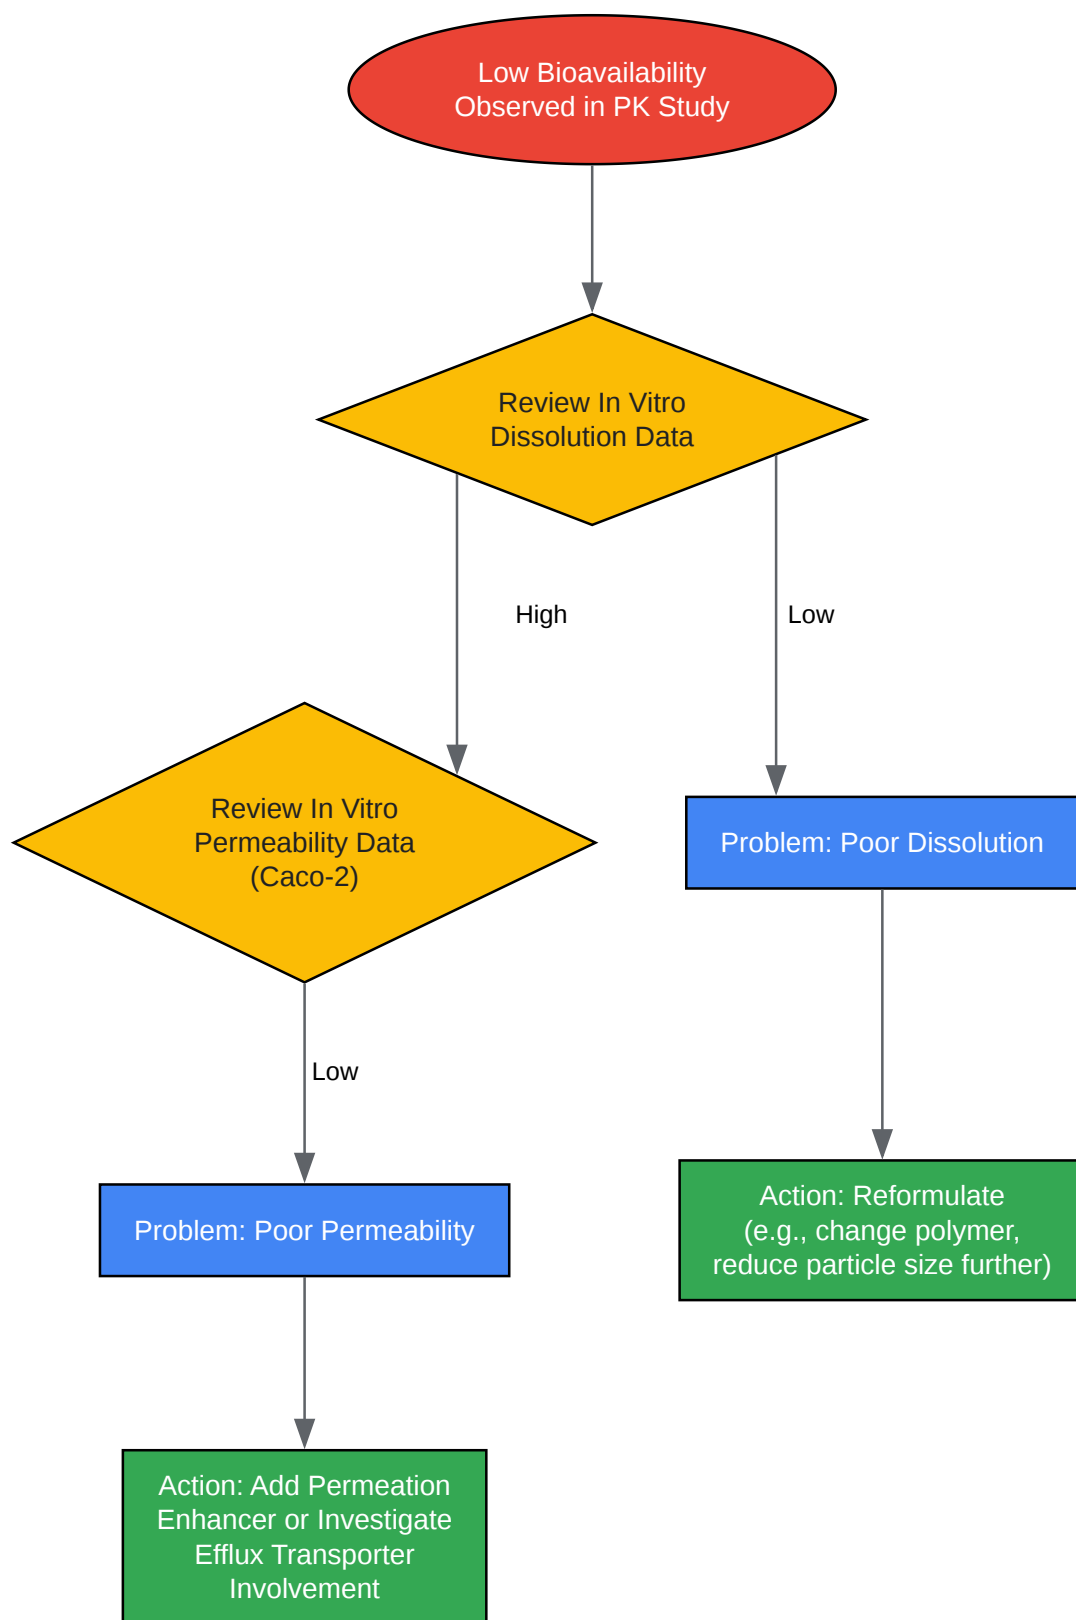 Low Bioavailability
Observed in PK Study
Review In Vitro
Dissolution Data
High
Low
Review In Vitro
Permeability Data
(Caco-2)
Problem: Poor Dissolution
Low
Problem: Poor Permeability
Action: Reformulate
(e.g., change polymer,
reduce particle size further)
Action: Add Permeation
Enhancer or Investigate
Efflux Transporter
Involvement